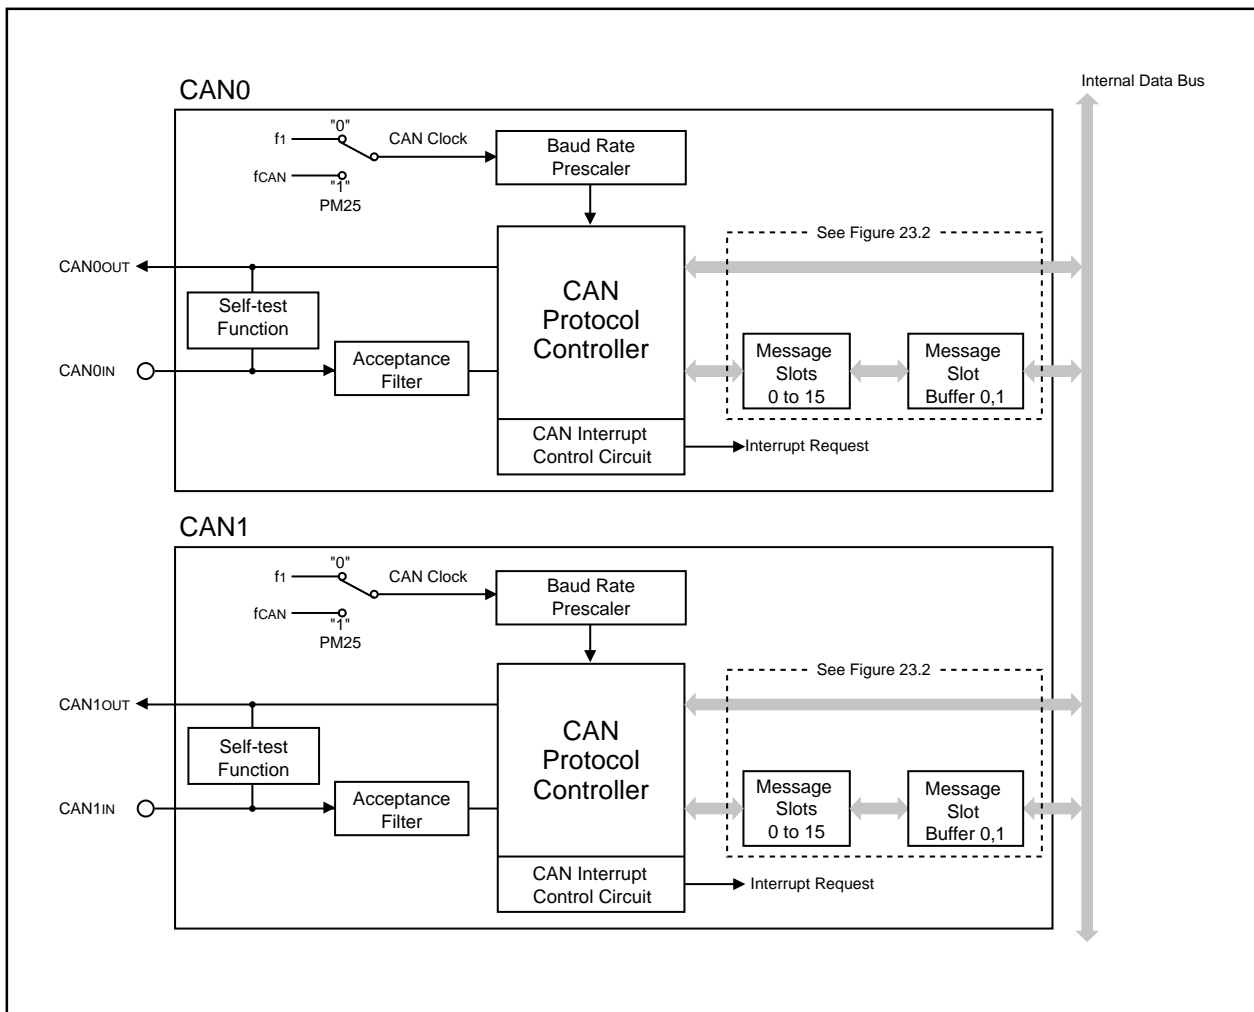 Internal Data Bus
CAN0
"0"
f1
CAN Clock
Baud Rate
Prescaler
fCAN
"1"
PM25
See Figure 23.2
CAN0OUT
CAN
Protocol
Controller
Self-test
Function
CAN0IN
Acceptance
Filter
Message
Slots
0 to 15
Message
Slot
Buffer 0,1
CAN Interrupt
Control Circuit
Interrupt Request
CAN1
"0"
f1
CAN Clock
Baud Rate
Prescaler
fCAN
"1"
PM25
See Figure 23.2
CAN1OUT
CAN
Protocol
Controller
Self-test
Function
CAN1IN
Acceptance
Filter
Message
Slots
0 to 15
Message
Slot
Buffer 0,1
CAN Interrupt
Control Circuit
Interrupt Request